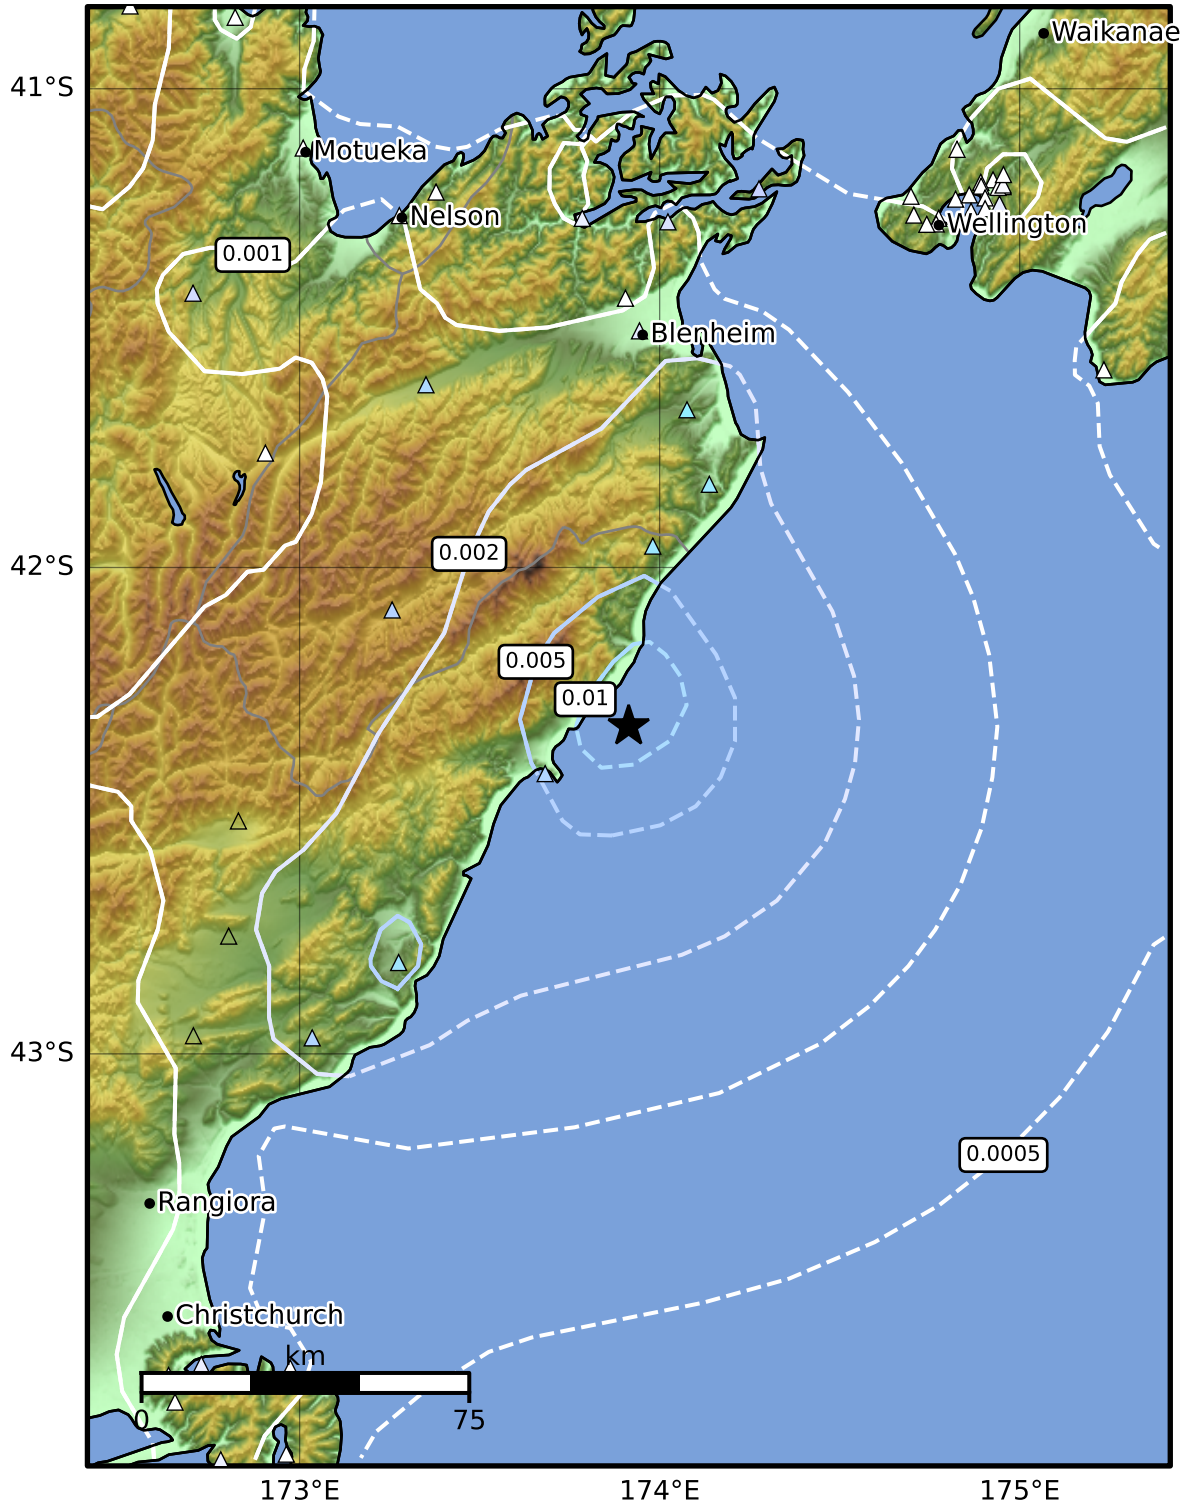 Waikanae
41°S
Motueka
Nelson
Wellington
0.001
Blenheim
0.002
42°S
0.005
0.01
43°S
0.0005
Rangiora
Christchurch
km
0
75
173°E
174°E
175°E